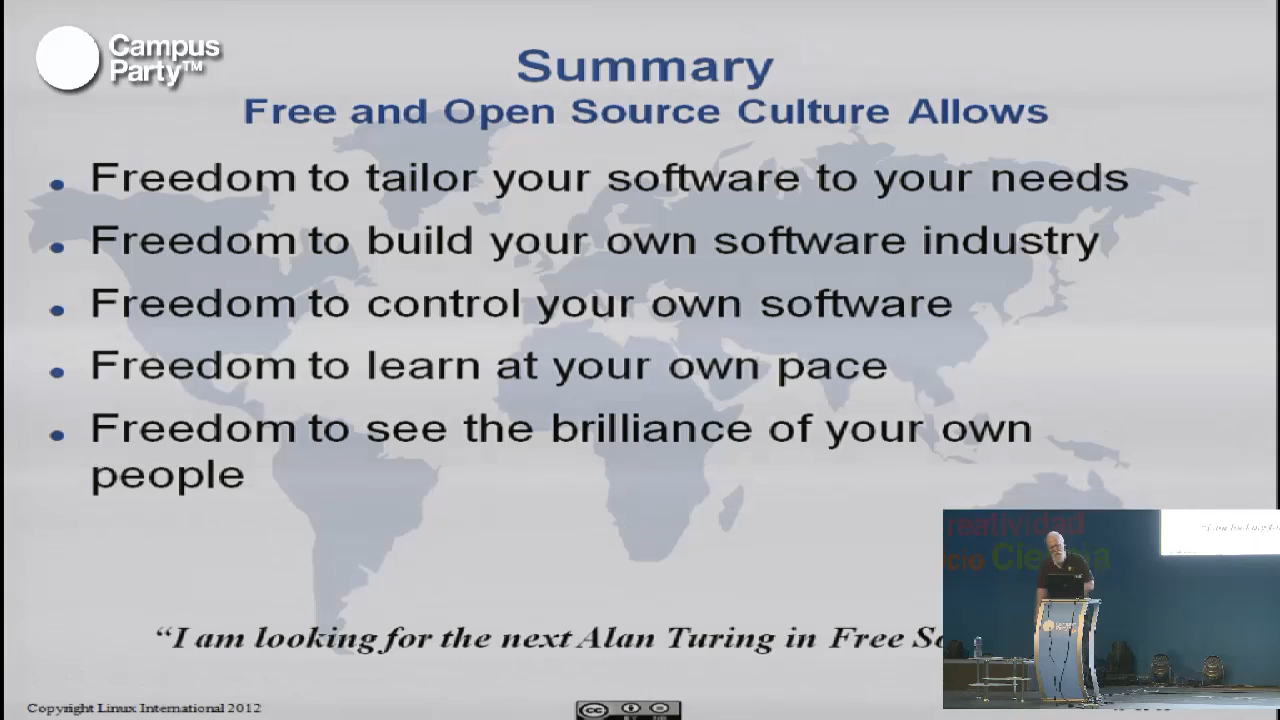 Campus
Party™
Summary
Free and Open Source Culture Allows
Freedom to tailor your software to your needs
Freedom to build your own software industry
Freedom to control your own software
Freedom to learn at your own pace
Freedom to see the brilliance of your own
people
“I am looking for the next Alan Turing in Free
Copyright Linux International 2012
cc